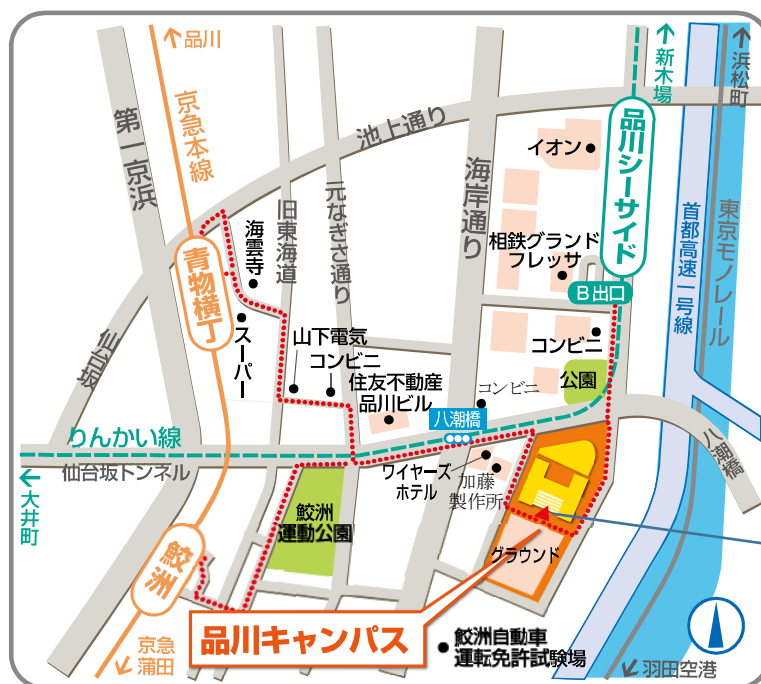 品川
新木場
浜松町
京急本線
第一京浜
池上通り
海岸通り
イオン
品川シーサイド
首都高速一号線
東京モノレール
旧東海道
元なぎさ通り
海雲寺
相鉄グランド
フレッサ
青物横丁
B出口
仙台坂
スーパー
山下電気
コンビニ
コンビニ
住友不動産
品川ビル
公園
コンビニ
八潮橋
りんかい線
仙台坂トンネル
八潮橋
大井町
ワイヤーズ
ホテル
加藤
製作所
鮫洲
運動公園
グラウンド
鮫洲
品川キャンパス
鮫洲自動車
運転免許試験場
京急
蒲田
羽田空港